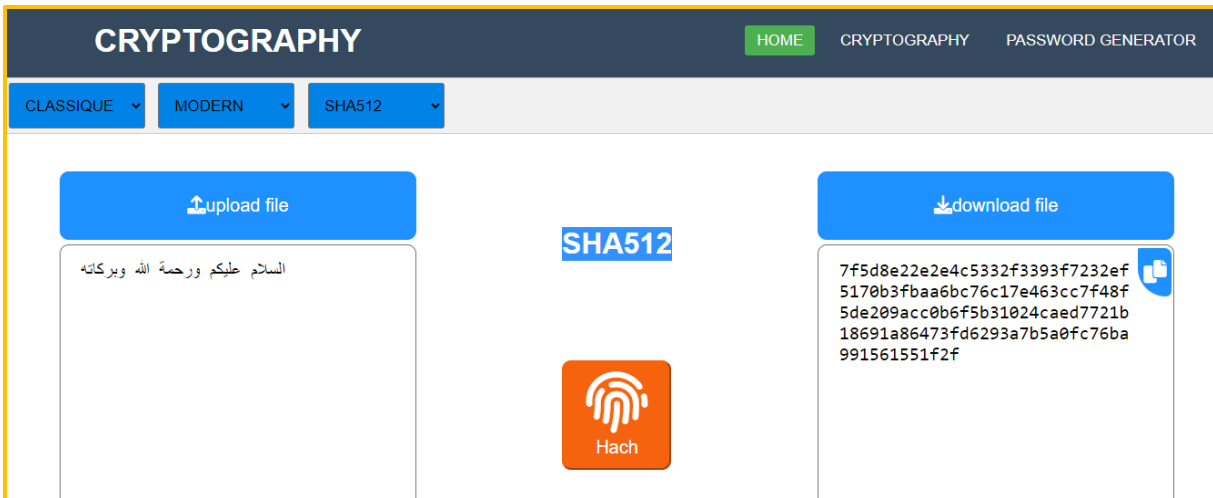 CRYPTOGRAPHY
HOME CRYPTOGRAPHY PASSWORD GENERATOR
CLASSIQUE MODERN SHA512
upload file
السلام عليكم ورحمة الله وبركاته
SHA512
Hach
download file
7f5d8e22e2e4c5332f3393f7232ef
5170b3fbaa6bc76c17e463cc7f48f
5de209acc0b6f5b31024caed7721b
18691a86473fd6293a7b5a0fc76ba
991561551f2f